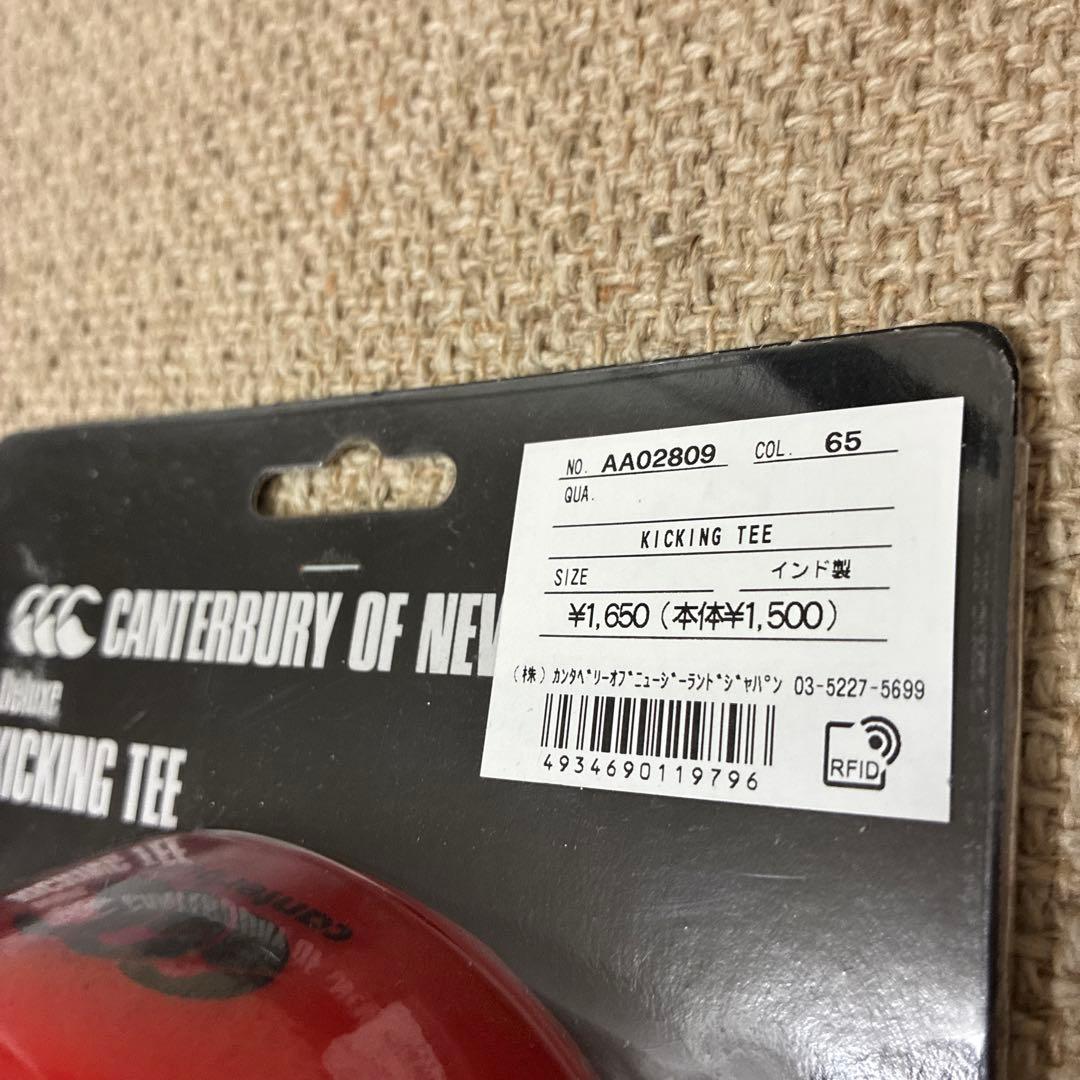 NO. AA02809 COL. 65
QUA.
KICKING TEE
SIZE インド製
¥1,650 (本体¥1,500)
(株) ｶﾝﾀﾍﾞﾘｰｵﾌﾞﾆｭｰｼﾞｰﾗﾝﾄﾞｼﾞｬﾊﾟﾝ 03-5227-5699
4934690119796
RFID
CANTERBURY OF NEW
Deluxe
KICKING TEE